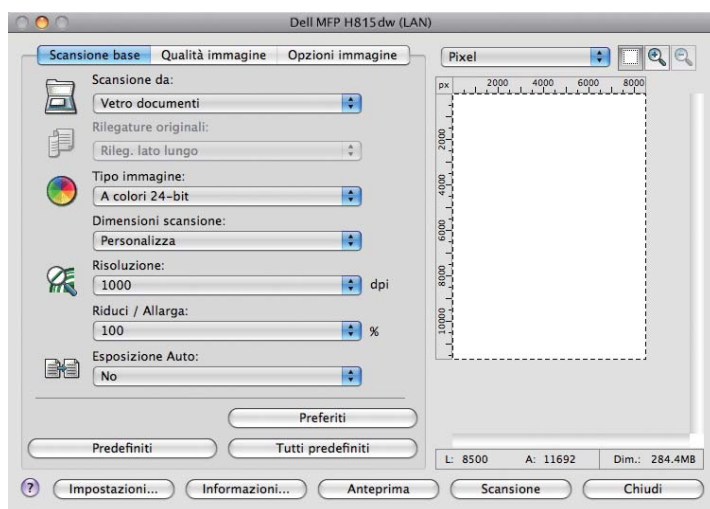 Dell MFP H815dw (LAN)
Scansione base Qualità immagine Opzioni immagine
Scansione da:
Vetro documenti
Rilegature originali:
Rileg. lato lungo
Tipo immagine:
A colori 24-bit
Dimensioni scansione:
Personalizza
Risoluzione:
1000 dpi
Riduci / Allarga:
100 %
Esposizione Auto:
No
Preferiti
Predefiniti Tutti predefiniti
Pixel
px 2000 4000 6000 8000
2000
4000
6000
8000
10000
L: 8500 A: 11692 Dim.: 284.4MB
? Impostazioni... Informazioni... Anteprima Scansione Chiudi